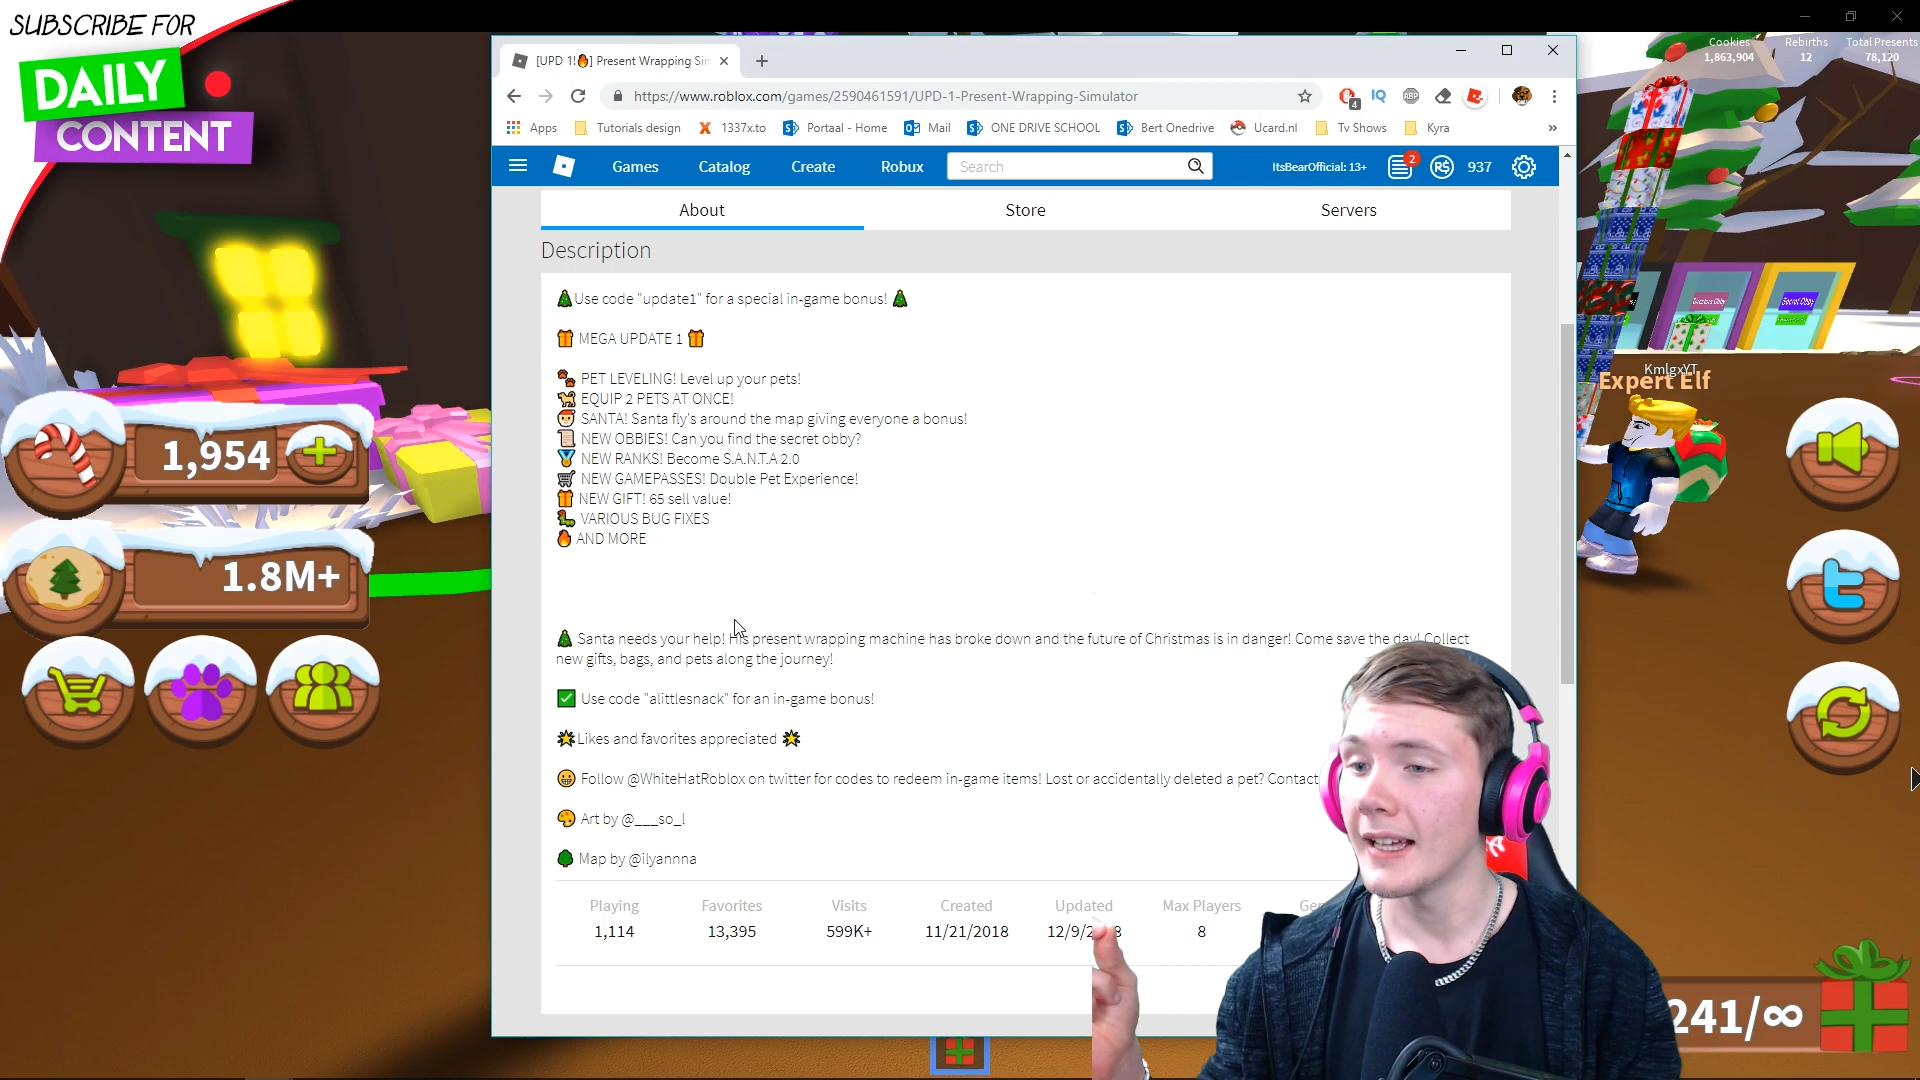 SUBSCRIBE FOR
DAILY
CONTENT
[UPD 1!🔥] Present Wrapping Sim
https://www.roblox.com/games/2590461591/UPD-1-Present-Wrapping-Simulator
4
IQ
ABP
Apps
Tutorials design
1337x.to
Portaal - Home
Mail
ONE DRIVE SCHOOL
Bert Onedrive
Ucard.nl
Tv Shows
Kyra
»
Games
Catalog
Create
Robux
Search
ItsBearOfficial: 13+
2
R$
937
About
Store
Servers
Description
🎄Use code "update1" for a special in-game bonus! 🎄
🎁 MEGA UPDATE 1 🎁
🐾 PET LEVELING! Level up your pets!
🐕 EQUIP 2 PETS AT ONCE!
🎅 SANTA! Santa fly's around the map giving everyone a bonus!
📜 NEW OBBIES! Can you find the secret obby?
🏅 NEW RANKS! Become S.A.N.T.A 2.0
🛒 NEW GAMEPASSES! Double Pet Experience!
🎁 NEW GIFT! 65 sell value!
🐛 VARIOUS BUG FIXES
🔥 AND MORE
🎄 Santa needs your help! His present wrapping machine has broke down and the future of Christmas is in danger! Come save the day! Collect
new gifts, bags, and pets along the journey!
✅ Use code "alittlesnack" for an in-game bonus!
🌟Likes and favorites appreciated 🌟
😀 Follow @WhiteHatRoblox on twitter for codes to redeem in-game items! Lost or accidentally deleted a pet? Contact
🎨 Art by @___so_l
🌳 Map by @ilyannna
Playing
Favorites
Visits
Created
Updated
Max Players
1,114
13,395
599K+
11/21/2018
12/9/2 8
8
Cookies
Rebirths
Total Presents
1,863,904
12
78,120
Secret Obby
KmlgxYT
Expert Elf
1,954
1.8M+
241/∞